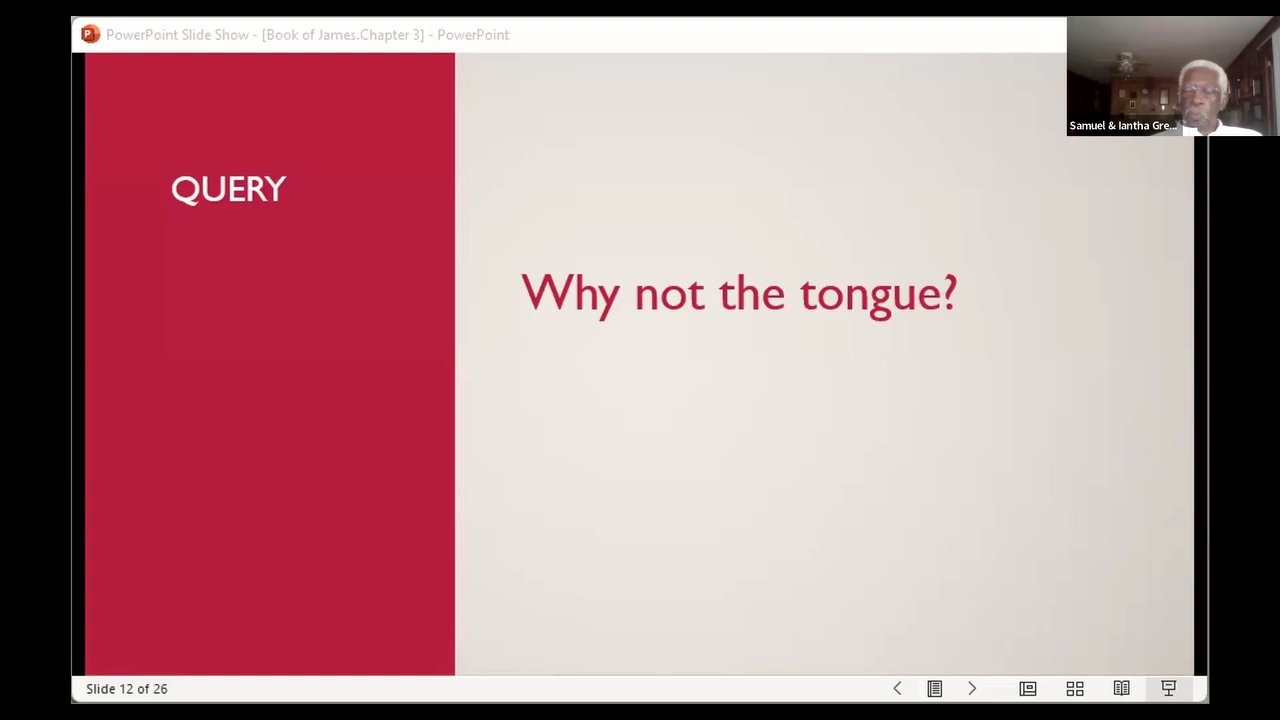 PowerPoint Slide Show - [Book of James.Chapter 3] - PowerPoint
Samuel & Iantha Gre...
QUERY
Why not the tongue?
Slide 12 of 26